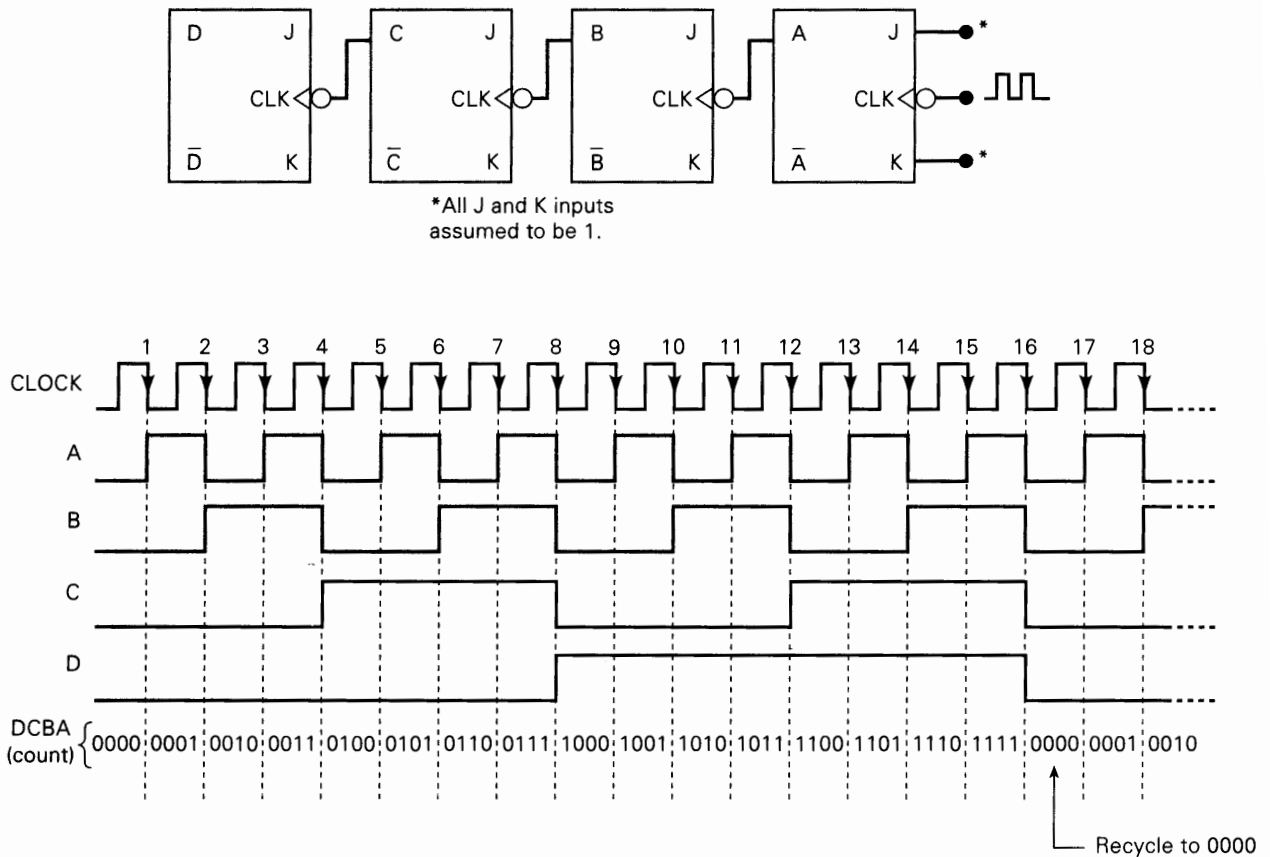 D J C J B J A J *
CLK CLK CLK CLK
D̅ K C̅ K B̅ K A̅ K *
*All J and K inputs
assumed to be 1.
1 2 3 4 5 6 7 8 9 10 11 12 13 14 15 16 17 18
CLOCK
A
B
C
D
DCBA
(count) 0000 0001 0010 0011 0100 0101 0110 0111 1000 1001 1010 1011 1100 1101 1110 1111 0000 0001 0010
Recycle to 0000